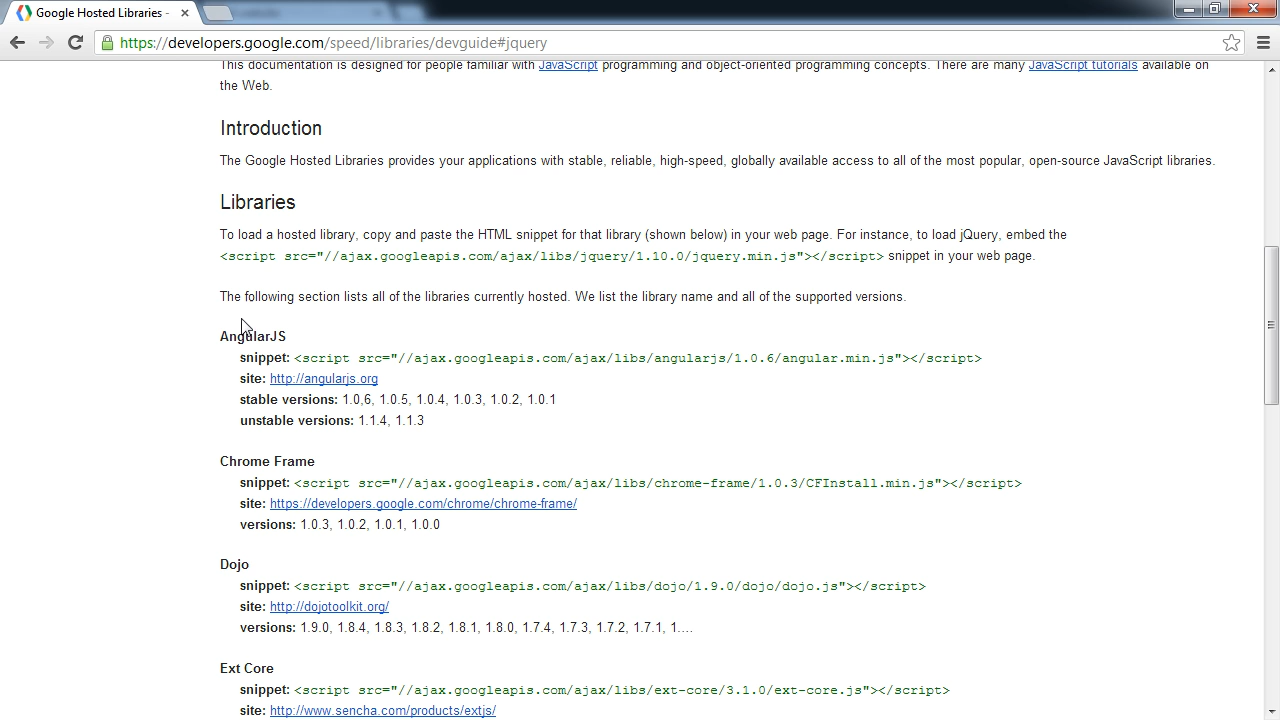 Google Hosted Libraries -
https://developers.google.com/speed/libraries/devguide#jquery
This documentation is designed for people familiar with JavaScript programming and object-oriented programming concepts. There are many JavaScript tutorials available on
the Web.
Introduction
The Google Hosted Libraries provides your applications with stable, reliable, high-speed, globally available access to all of the most popular, open-source JavaScript libraries.
Libraries
To load a hosted library, copy and paste the HTML snippet for that library (shown below) in your web page. For instance, to load jQuery, embed the
<script src="//ajax.googleapis.com/ajax/libs/jquery/1.10.0/jquery.min.js"></script> snippet in your web page.
The following section lists all of the libraries currently hosted. We list the library name and all of the supported versions.
AngularJS
snippet: <script src="//ajax.googleapis.com/ajax/libs/angularjs/1.0.6/angular.min.js"></script>
site: http://angularjs.org
stable versions: 1.0,6, 1.0.5, 1.0.4, 1.0.3, 1.0.2, 1.0.1
unstable versions: 1.1.4, 1.1.3
Chrome Frame
snippet: <script src="//ajax.googleapis.com/ajax/libs/chrome-frame/1.0.3/CFInstall.min.js"></script>
site: https://developers.google.com/chrome/chrome-frame/
versions: 1.0.3, 1.0.2, 1.0.1, 1.0.0
Dojo
snippet: <script src="//ajax.googleapis.com/ajax/libs/dojo/1.9.0/dojo/dojo.js"></script>
site: http://dojotoolkit.org/
versions: 1.9.0, 1.8.4, 1.8.3, 1.8.2, 1.8.1, 1.8.0, 1.7.4, 1.7.3, 1.7.2, 1.7.1, 1....
Ext Core
snippet: <script src="//ajax.googleapis.com/ajax/libs/ext-core/3.1.0/ext-core.js"></script>
site: http://www.sencha.com/products/extjs/